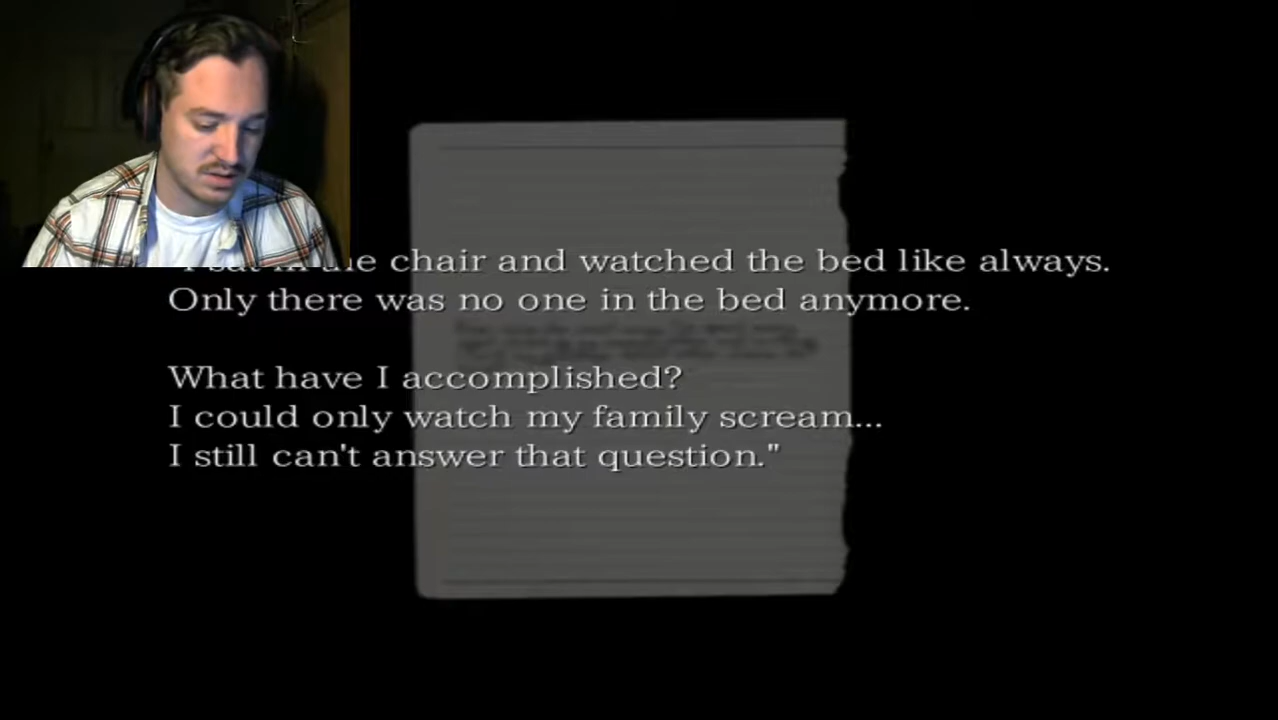 the chair and watched the bed like always.
Only there was no one in the bed anymore.
What have I accomplished?
I could only watch my family scream...
I still can't answer that question."